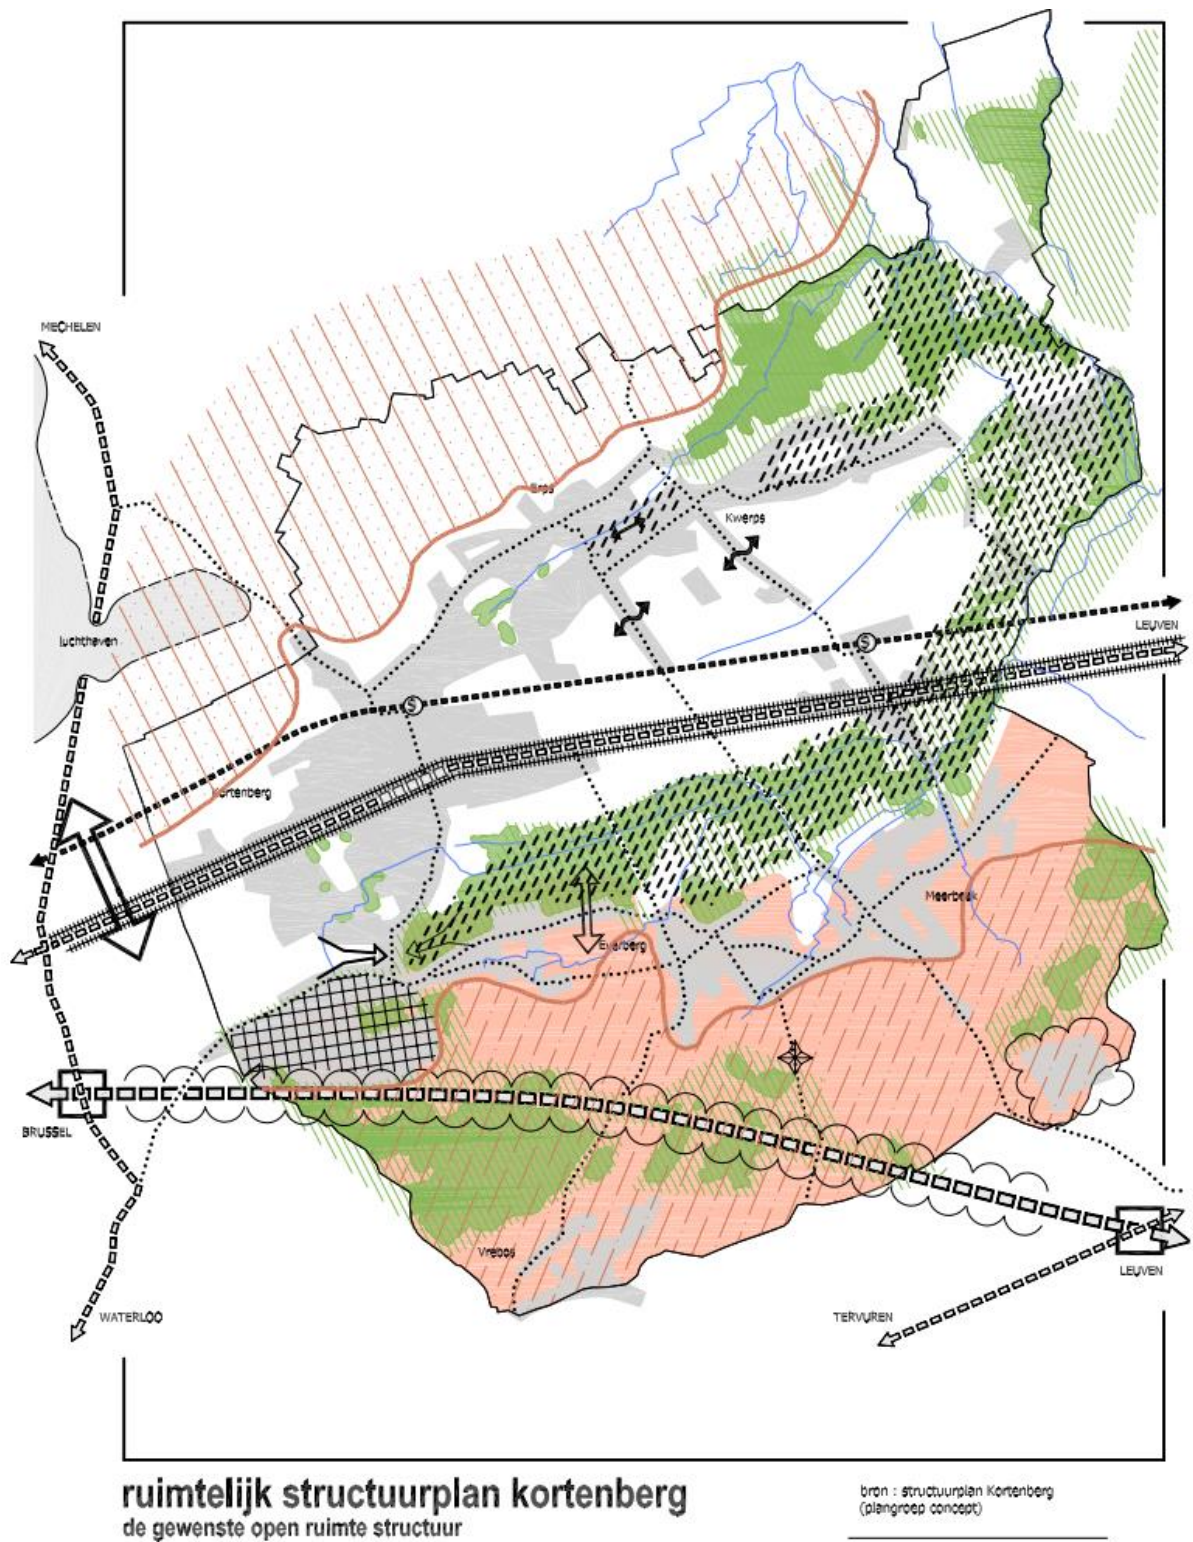 MECHELEN
Erps
Kwerps
S
luchthaven
LEUVEN
S
Kortenberg
Meerbeek
Everberg
BRUSSEL
Vrebos
LEUVEN
WATERLOO
TERVUREN
ruimtelijk structuurplan kortenberg
de gewenste open ruimte structuur
bron : structuurplan Kortenberg
(plangroep concept)